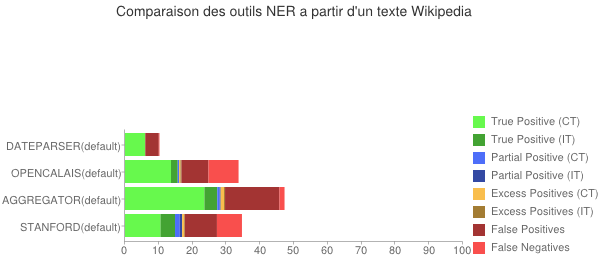 Comparaison des outils NER a partir d'un texte Wikipedia
DATEPARSER(default)
OPENCALAIS(default)
AGGREGATOR(default)
STANFORD(default)
0 10 20 30 40 50 60 70 80 90 100
True Positive (CT)
True Positive (IT)
Partial Positive (CT)
Partial Positive (IT)
Excess Positives (CT)
Excess Positives (IT)
False Positives
False Negatives